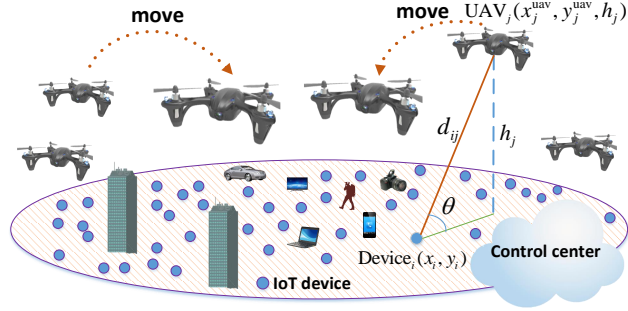 move
move
UAV_j(x_j^uav, y_j^uav, h_j)
d_ij
h_j
θ
Device_i(x_i, y_i)
Control center
IoT device